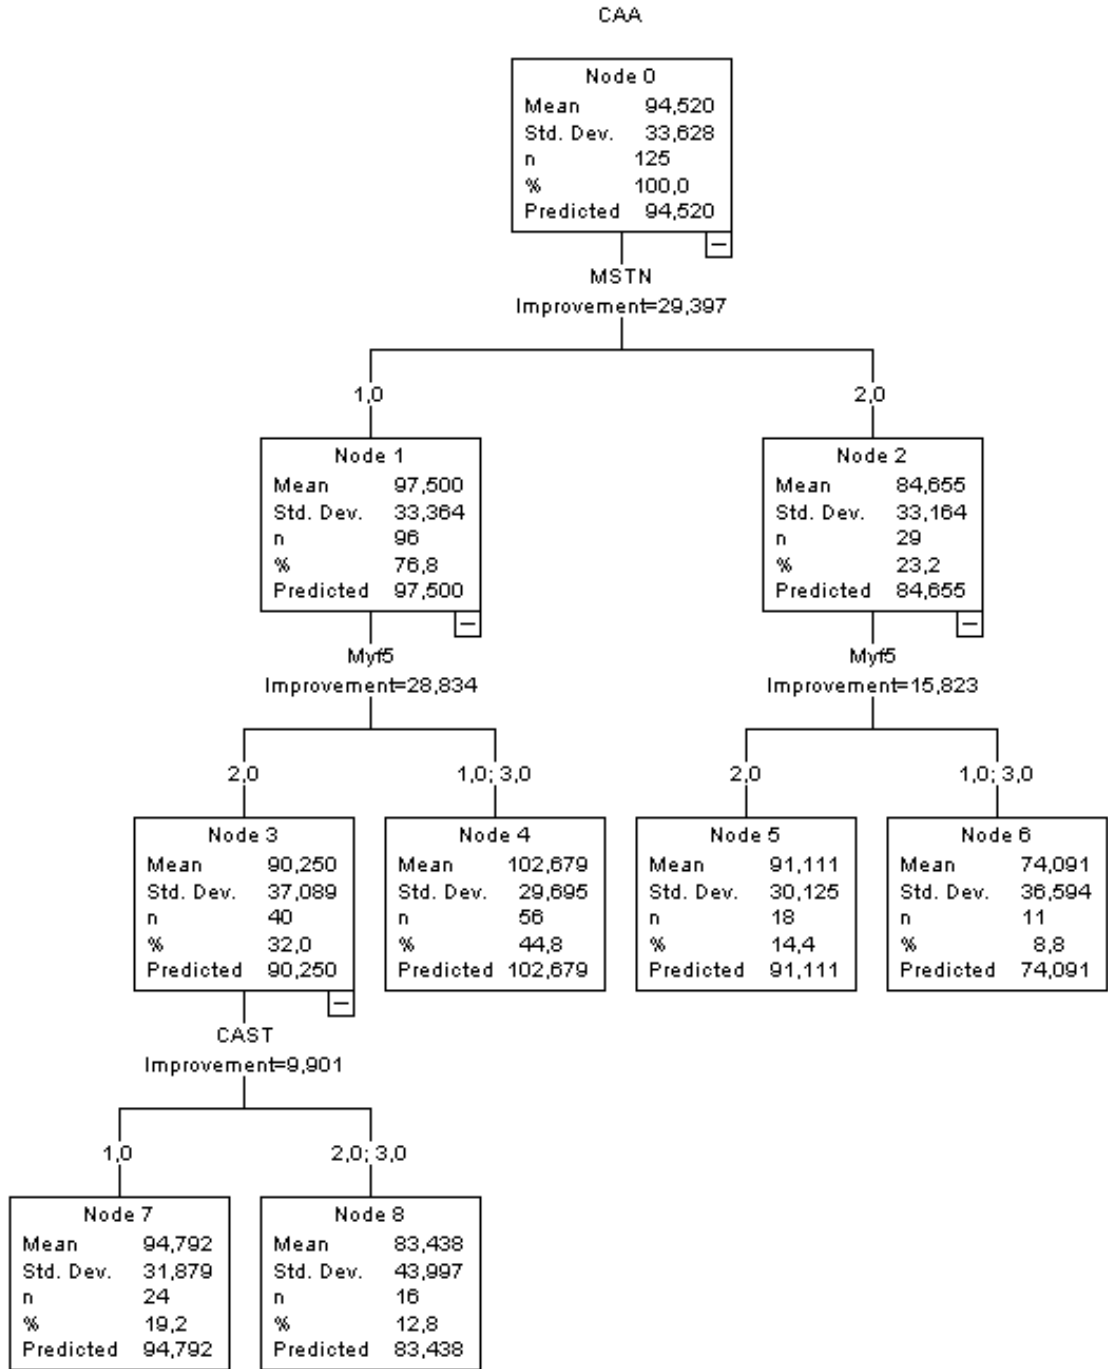 CAA
Node 0
Mean 94,520
Std. Dev. 33,628
n 125
% 100,0
Predicted 94,520
MSTN
Improvement=29,397
1,0
2,0
Node 1
Mean 97,500
Std. Dev. 33,364
n 96
% 76,8
Predicted 97,500
Node 2
Mean 84,655
Std. Dev. 33,164
n 29
% 23,2
Predicted 84,655
Myf5
Improvement=28,834
Myf5
Improvement=15,823
2,0
1,0; 3,0
2,0
1,0; 3,0
Node 3
Mean 90,250
Std. Dev. 37,089
n 40
% 32,0
Predicted 90,250
Node 4
Mean 102,679
Std. Dev. 29,695
n 56
% 44,8
Predicted 102,679
Node 5
Mean 91,111
Std. Dev. 30,125
n 18
% 14,4
Predicted 91,111
Node 6
Mean 74,091
Std. Dev. 36,594
n 11
% 8,8
Predicted 74,091
CAST
Improvement=9,901
1,0
2,0; 3,0
Node 7
Mean 94,792
Std. Dev. 31,879
n 24
% 19,2
Predicted 94,792
Node 8
Mean 83,438
Std. Dev. 43,997
n 16
% 12,8
Predicted 83,438